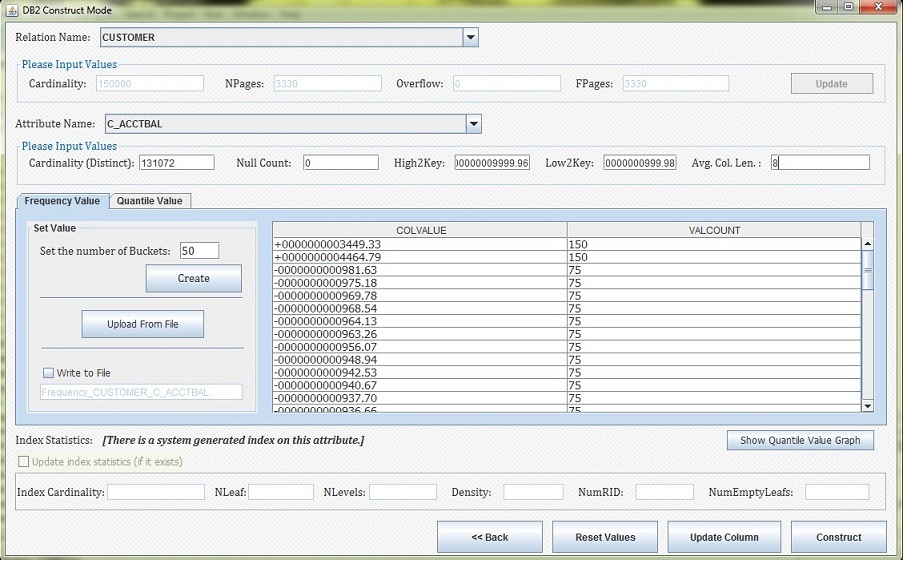 DB2 Construct Mode
Relation Name: CUSTOMER
Please Input Values
Cardinality: 150000 NPages: 3330 Overflow: 0 FPages: 3330 Update
Attribute Name: C_ACCTBAL
Please Input Values
Cardinality (Distinct): 131072 Null Count: 0 High2Key: 00000009999.96 Low2Key: 0000000999.98 Avg. Col. Len. : 8
Frequency Value Quantile Value
Set Value
Set the number of Buckets: 50
Create
Upload From File
Write to File
Frequency_CUSTOMER_C_ACCTBAL
COLVALUE VALCOUNT
+0000000003449.33 150
+0000000004464.79 150
-0000000000981.63 75
-0000000000975.18 75
-0000000000969.78 75
-0000000000968.54 75
-0000000000964.13 75
-0000000000963.26 75
-0000000000956.07 75
-0000000000948.94 75
-0000000000942.53 75
-0000000000940.67 75
-0000000000937.70 75
-0000000000936.66 75
Index Statistics: [There is a system generated index on this attribute.] Show Quantile Value Graph
Update index statistics (if it exists)
Index Cardinality: NLeaf: NLevels: Density: NumRID: NumEmptyLeafs:
<< Back Reset Values Update Column Construct